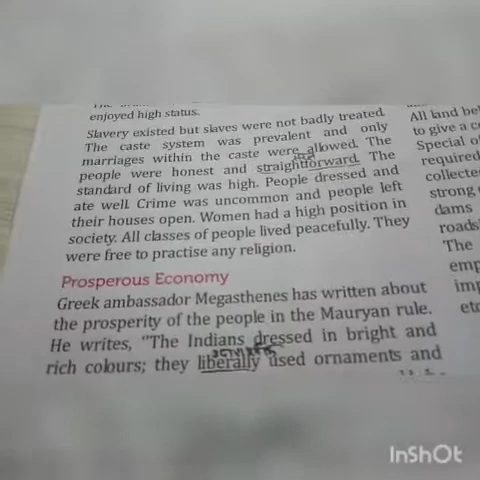 enjoyed high status.
Slavery existed but slaves were not badly treated.
The caste system was prevalent and only
marriages within the caste were allowed. The
people were honest and straightforward. The
standard of living was high. People dressed and
ate well. Crime was uncommon and people left
their houses open. Women had a high position in
society. All classes of people lived peacefully. They
were free to practise any religion.
Prosperous Economy
Greek ambassador Megasthenes has written about
the prosperity of the people in the Mauryan rule.
He writes, "The Indians dressed in bright and
rich colours; they liberally used ornaments and
All land be
to give a c
Special o
required
collecte
strong
dams
roads
The
emp
imp
etc
InShOt